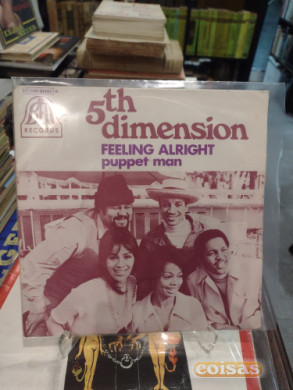 5th
dimension
FEELING ALRIGHT
puppet man
RECORDS
coisas